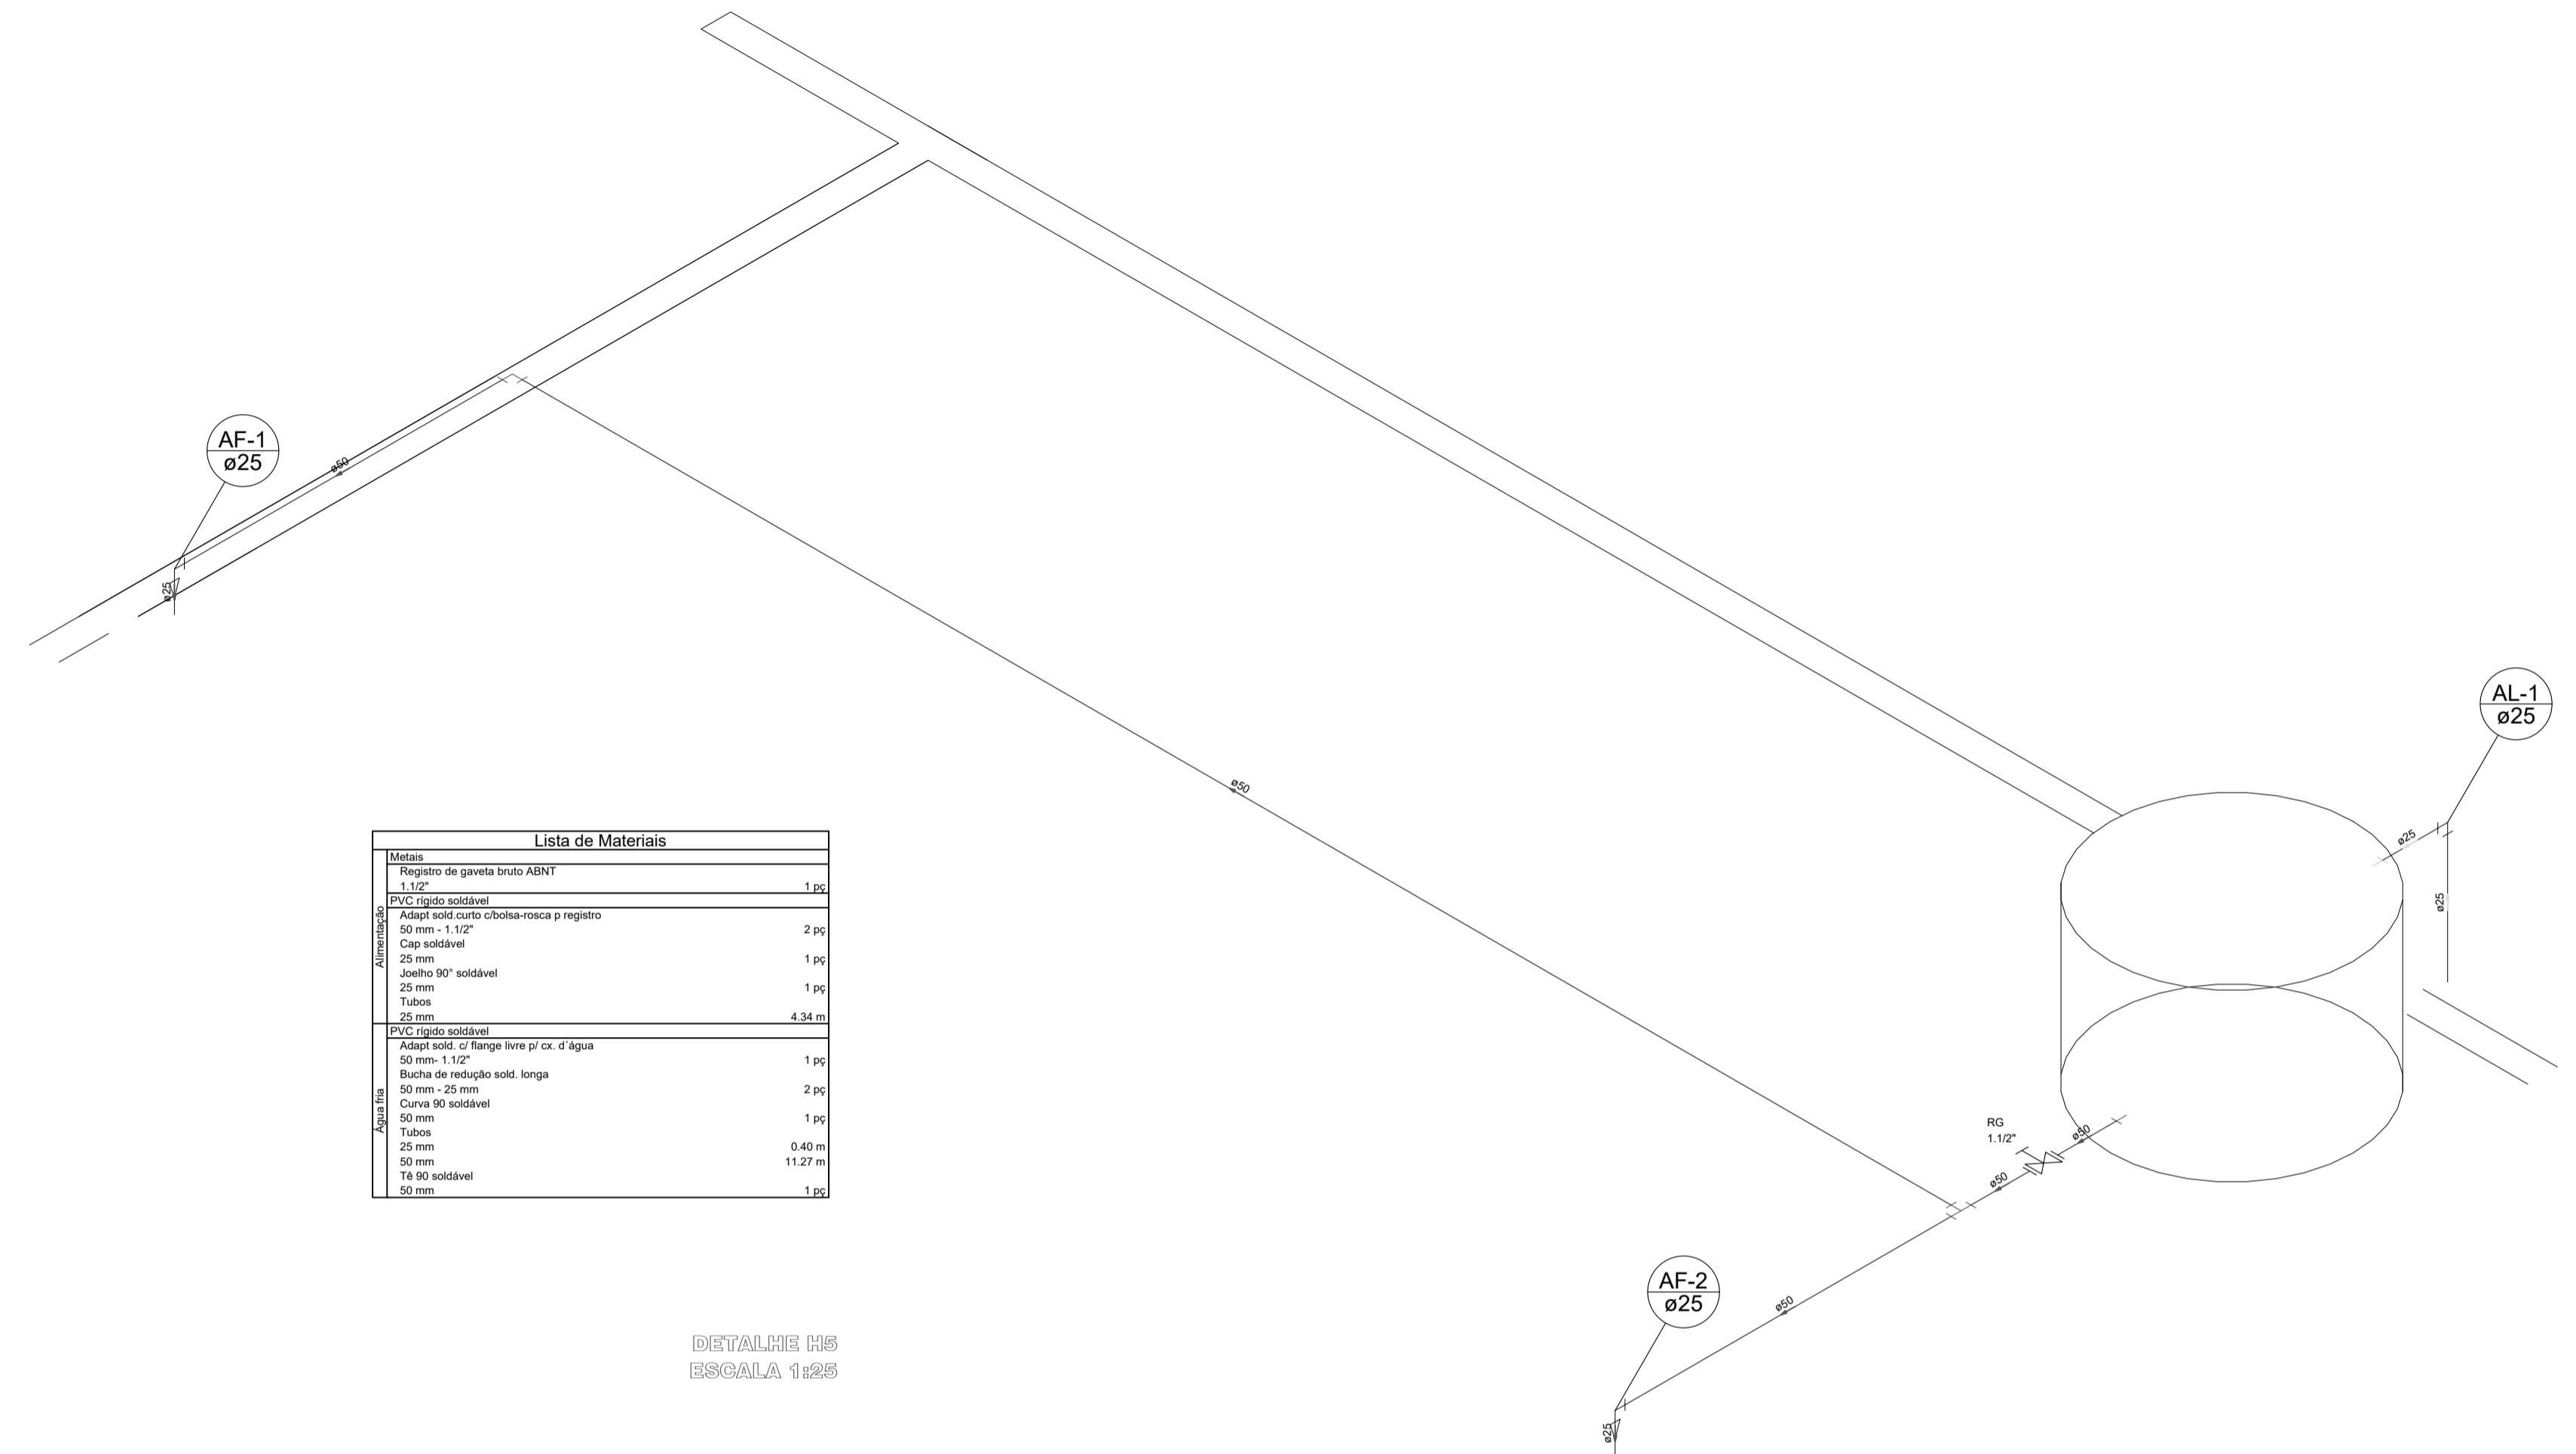 AF-1
ø25
ø50
ø25
AL-1
ø25
ø25
ø25
ø50
Lista de Materiais
Alimentação
Metais
Registro de gaveta bruto ABNT
1.1/2" 1 pç
PVC rígido soldável
Adapt sold.curto c/bolsa-rosca p registro
50 mm - 1.1/2" 2 pç
Cap soldável
25 mm 1 pç
Joelho 90° soldável
25 mm 1 pç
Tubos
25 mm 4.34 m
Água fria
PVC rígido soldável
Adapt sold. c/ flange livre p/ cx. d´água
50 mm- 1.1/2" 1 pç
Bucha de redução sold. longa
50 mm - 25 mm 2 pç
Curva 90 soldável
50 mm 1 pç
Tubos
25 mm 0.40 m
50 mm 11.27 m
Tê 90 soldável
50 mm 1 pç
RG
1.1/2"
ø50
ø50
AF-2
ø25
ø50
ø25
DETALHE H5
ESCALA 1:25